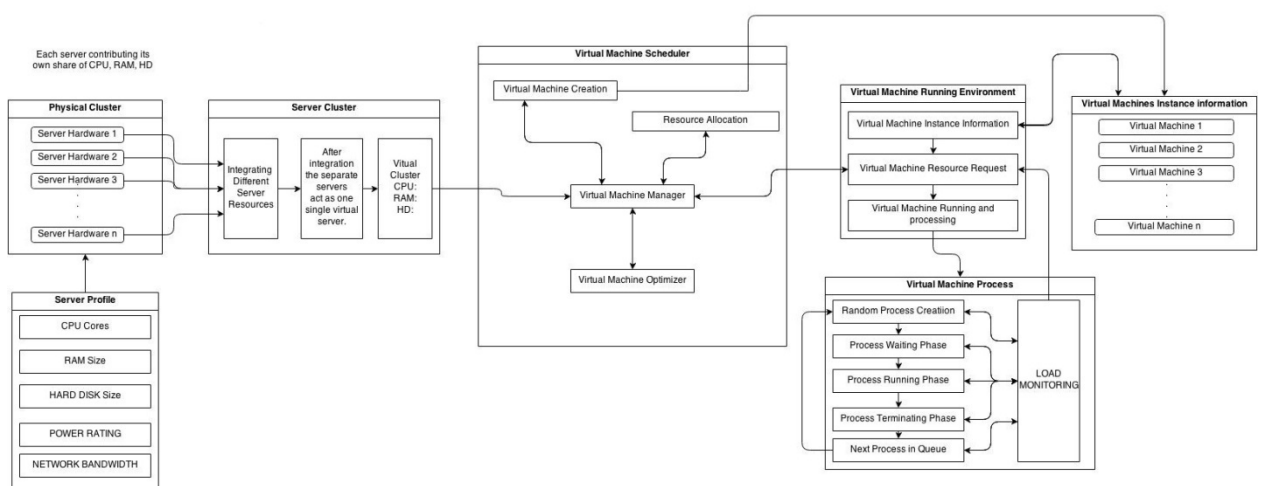 Each server contributing its
own share of CPU, RAM, HD
Physical Cluster
Server Hardware 1
Server Hardware 2
Server Hardware 3
.
.
.
.
Server Hardware n
Server Profile
CPU Cores
RAM Size
HARD DISK Size
POWER RATING
NETWORK BANDWIDTH
Server Cluster
Integrating
Different
Server
Resources
After
integration
the separate
servers
act as one
single virtual
server.
Vitual
Cluster
CPU:
RAM:
HD:
Virtual Machine Scheduler
Virtual Machine Creation
Resource Allocation
Virtual Machine Manager
Virtual Machine Optimizer
Virtual Machine Running Environment
Virtual Machine Instance Information
Virtual Machine Resource Request
Virtual Machine Running and
processing
Virtual Machines Instance information
Virtual Machine 1
Virtual Machine 2
Virtual Machine 3
.
.
.
Virtual Machine n
Virtual Machine Process
Random Process Creatiion
Process Waiting Phase
Process Running Phase
Process Terminating Phase
Next Process in Queue
LOAD
MONITORING